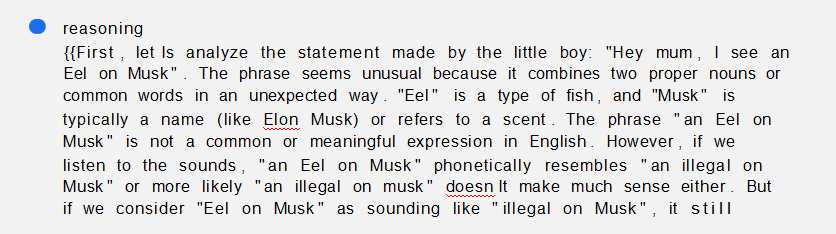 reasoning
{{First, let Is analyze the statement made by the little boy: "Hey mum, I see an
Eel on Musk". The phrase seems unusual because it combines two proper nouns or
common words in an unexpected way. "Eel" is a type of fish, and "Musk" is
typically a name (like Elon Musk) or refers to a scent. The phrase "an Eel on
Musk" is not a common or meaningful expression in English. However, if we
listen to the sounds, "an Eel on Musk" phonetically resembles "an illegal on
Musk" or more likely "an illegal on musk" doesn It make much sense either. But
if we consider "Eel on Musk" as sounding like "illegal on Musk", it still